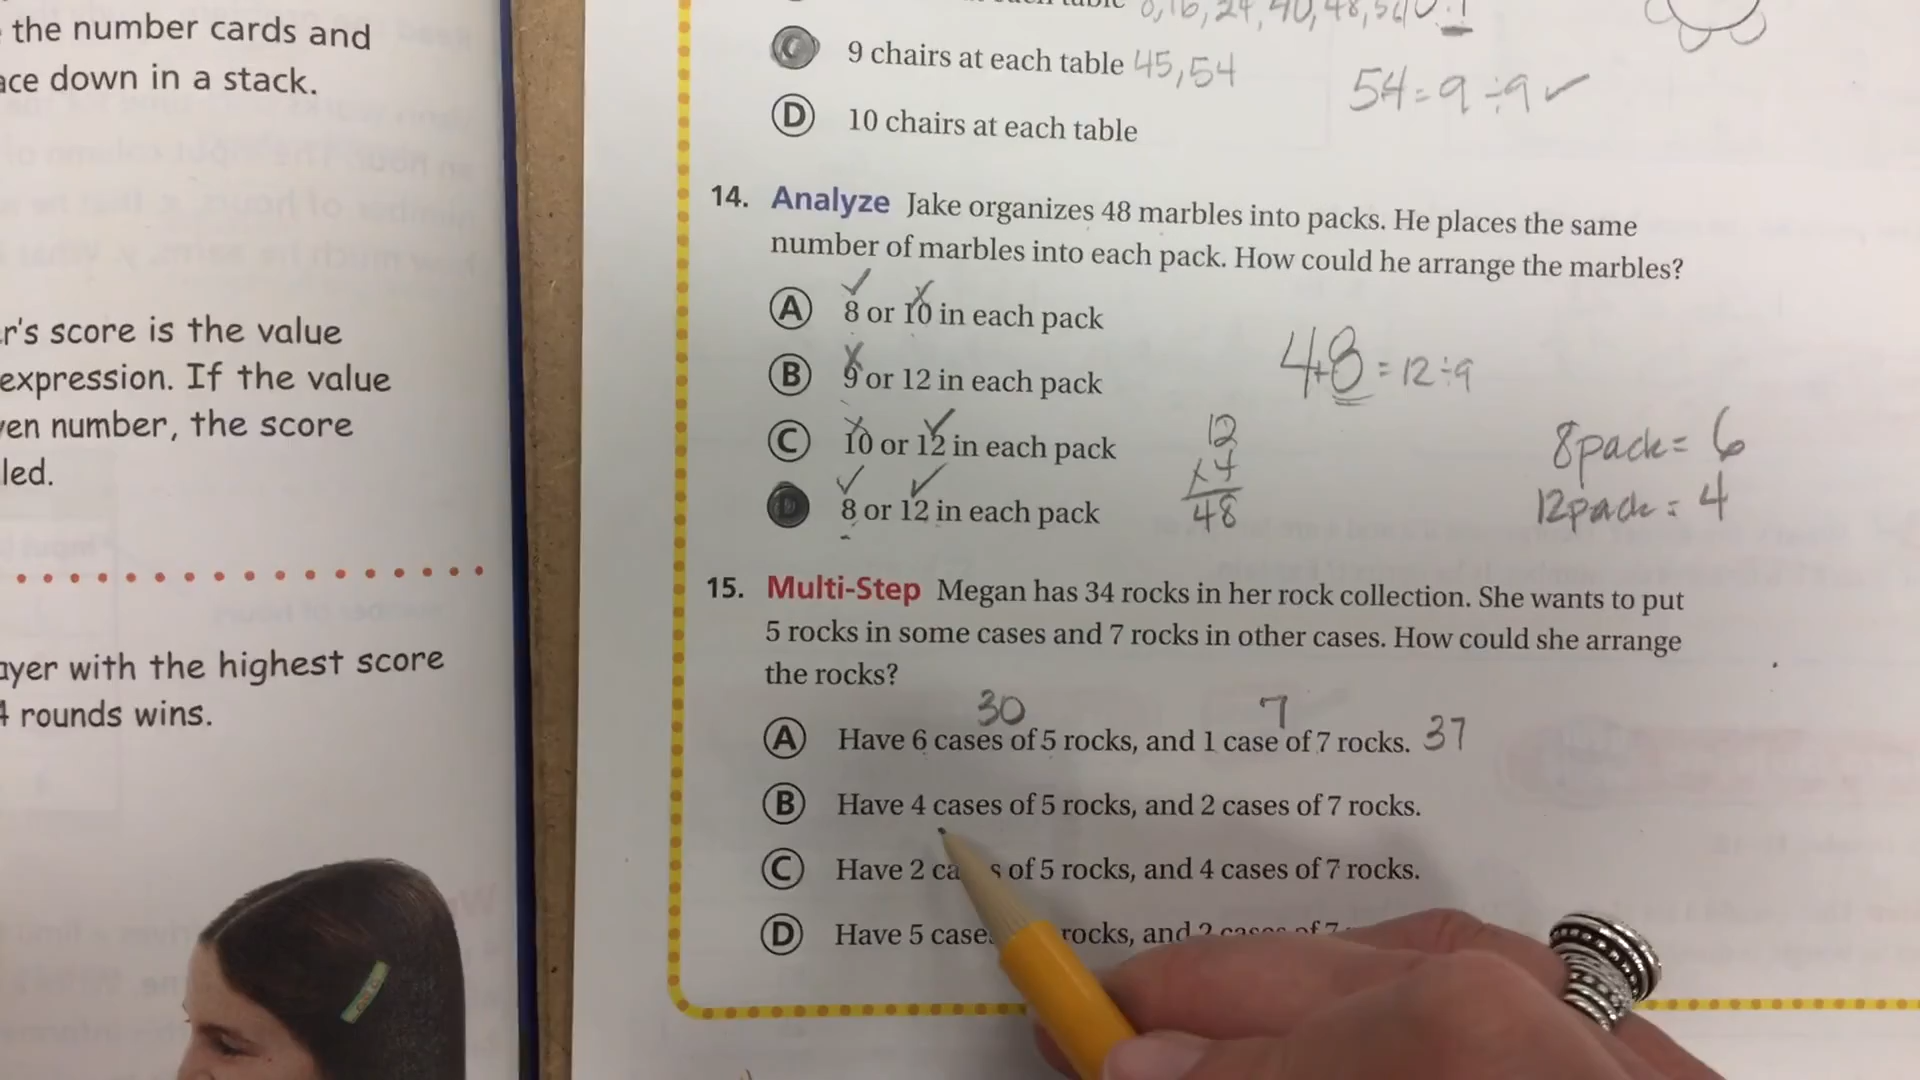 the number cards and
ace down in a stack.
r's score is the value
expression. If the value
ven number, the score
led.
ayer with the highest score
4 rounds wins.
C 9 chairs at each table 45, 54
54 = 9 ÷ 9 ✓
D 10 chairs at each table
14. Analyze Jake organizes 48 marbles into packs. He places the same
number of marbles into each pack. How could he arrange the marbles?
A 8 or 10 in each pack
B 9 or 12 in each pack
C 10 or 12 in each pack
D 8 or 12 in each pack
4+8 = 12 ÷ 9
12
x4
48
8pack = 6
12pack = 4
15. Multi-Step Megan has 34 rocks in her rock collection. She wants to put
5 rocks in some cases and 7 rocks in other cases. How could she arrange
the rocks?
30 7
A Have 6 cases of 5 rocks, and 1 case of 7 rocks. 37
B Have 4 cases of 5 rocks, and 2 cases of 7 rocks.
C Have 2 ca s of 5 rocks, and 4 cases of 7 rocks.
D Have 5 cases rocks, and 2 cases of 7